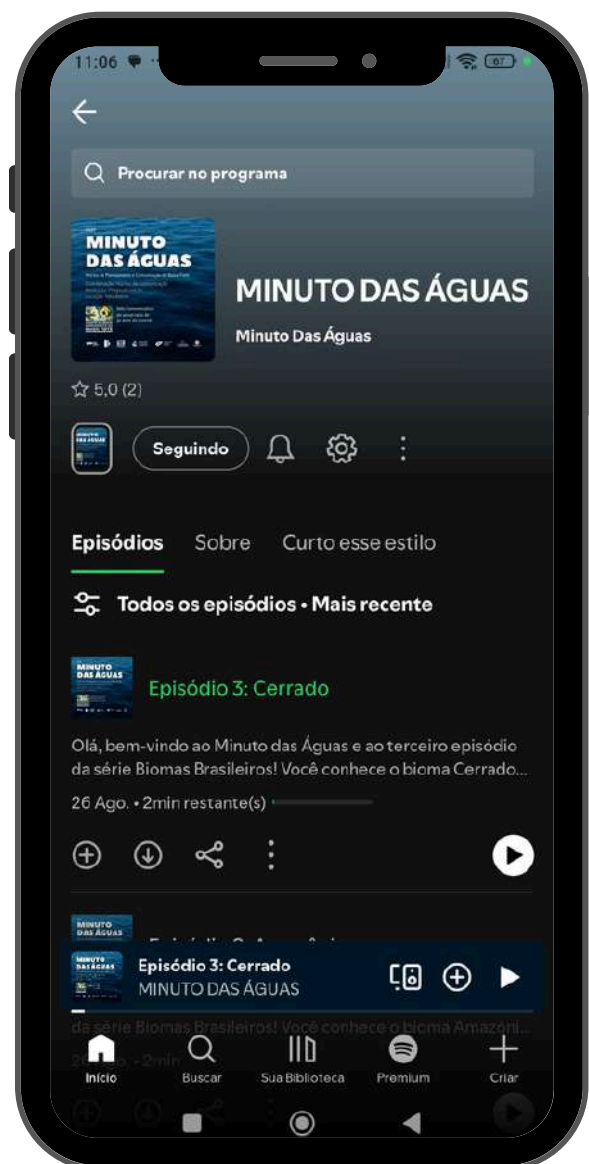 11:06
67
Procurar no programa
MINUTO
DAS ÁGUAS
MINUTO DAS ÁGUAS
Minuto Das Águas
5,0 (2)
Seguindo
Episódios Sobre Curto esse estilo
Todos os episódios • Mais recente
MINUTO
DAS ÁGUAS
Episódio 3: Cerrado
Olá, bem-vindo ao Minuto das Águas e ao terceiro episódio
da série Biomas Brasileiros! Você conhece o bioma Cerrado...
26 Ago. • 2min restante(s)
MINUTO
DAS ÁGUAS
MINUTO
DAS ÁGUAS
Episódio 3: Cerrado
MINUTO DAS ÁGUAS
da série Biomas Brasileiros! Você conhece o bioma Amazôni...
Início Buscar Sua Biblioteca Premium Criar